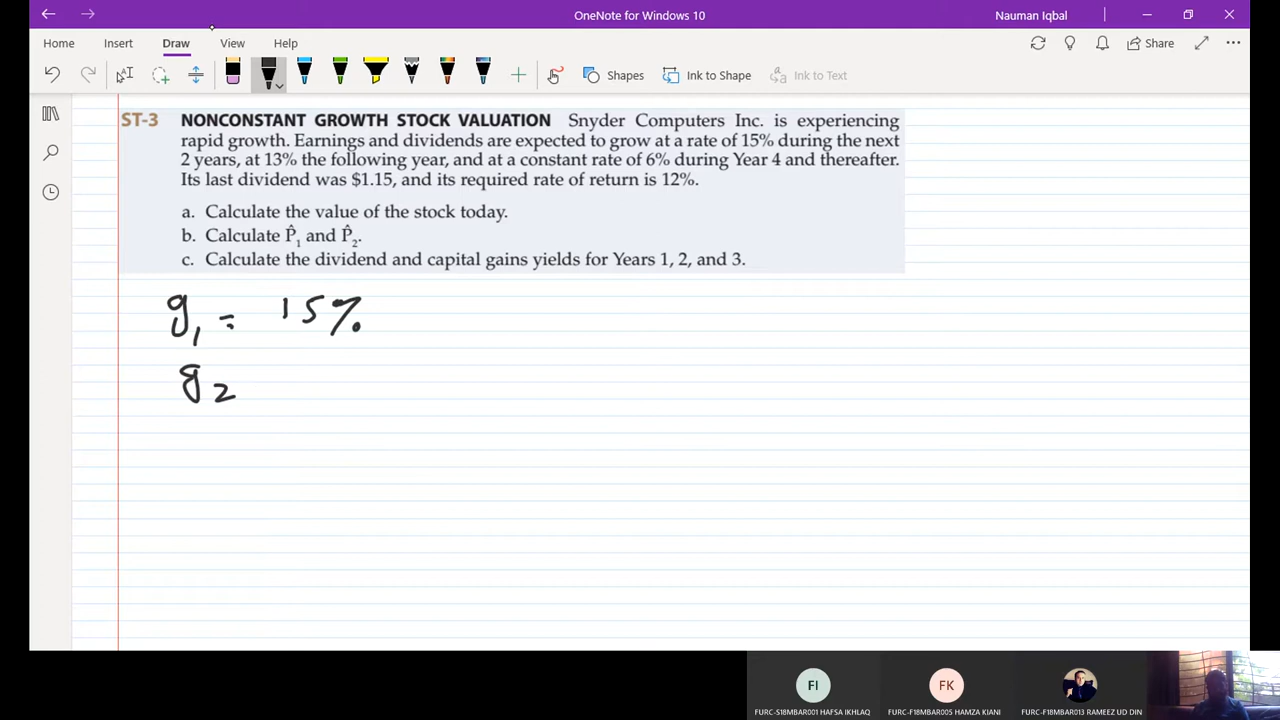 OneNote for Windows 10
Nauman Iqbal
Home Insert Draw View Help
Share
Shapes Ink to Shape Ink to Text
ST-3 NONCONSTANT GROWTH STOCK VALUATION Snyder Computers Inc. is experiencing
rapid growth. Earnings and dividends are expected to grow at a rate of 15% during the next
2 years, at 13% the following year, and at a constant rate of 6% during Year 4 and thereafter.
Its last dividend was $1.15, and its required rate of return is 12%.
a. Calculate the value of the stock today.
b. Calculate P̂₁ and P̂₂.
c. Calculate the dividend and capital gains yields for Years 1, 2, and 3.
g₁ = 15%
g₂
FI
FK
FURC-S18MBAR001 HAFSA IKHLAQ
FURC-F18MBAR005 HAMZA KIANI
FURC-F18MBAR013 RAMEEZ UD DIN